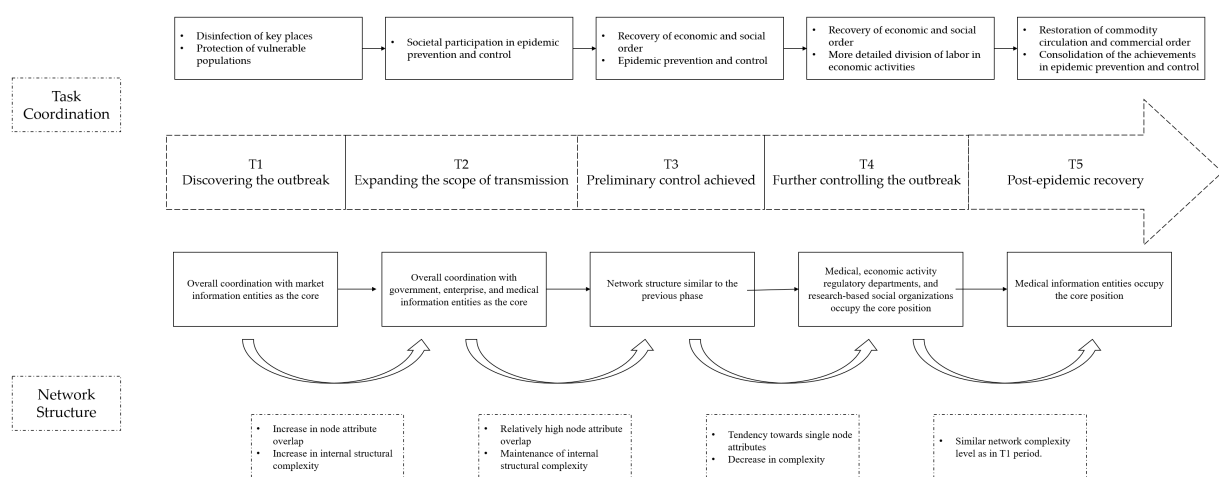 • Disinfection of key places
• Protection of vulnerable
populations
• Societal participation in epidemic
prevention and control
• Recovery of economic and social
order
• Epidemic prevention and control
• Recovery of economic and social
order
• More detailed division of labor in
economic activities
• Restoration of commodity
circulation and commercial order
• Consolidation of the achievements
in epidemic prevention and control
Task
Coordination
T1
Discovering the outbreak
T2
Expanding the scope of transmission
T3
Preliminary control achieved
T4
Further controlling the outbreak
T5
Post-epidemic recovery
Overall coordination with market
information entities as the core
Overall coordination with
government, enterprise, and medical
information entities as the core
Network structure similar to the
previous phase
Medical, economic activity
regulatory departments, and
research-based social organizations
occupy the core position
Medical information entities occupy
the core position
Network
Structure
• Increase in node attribute
overlap
• Increase in internal structural
complexity
• Relatively high node attribute
overlap
• Maintenance of internal
structural complexity
• Tendency towards single node
attributes
• Decrease in complexity
• Similar network complexity
level as in T1 period.